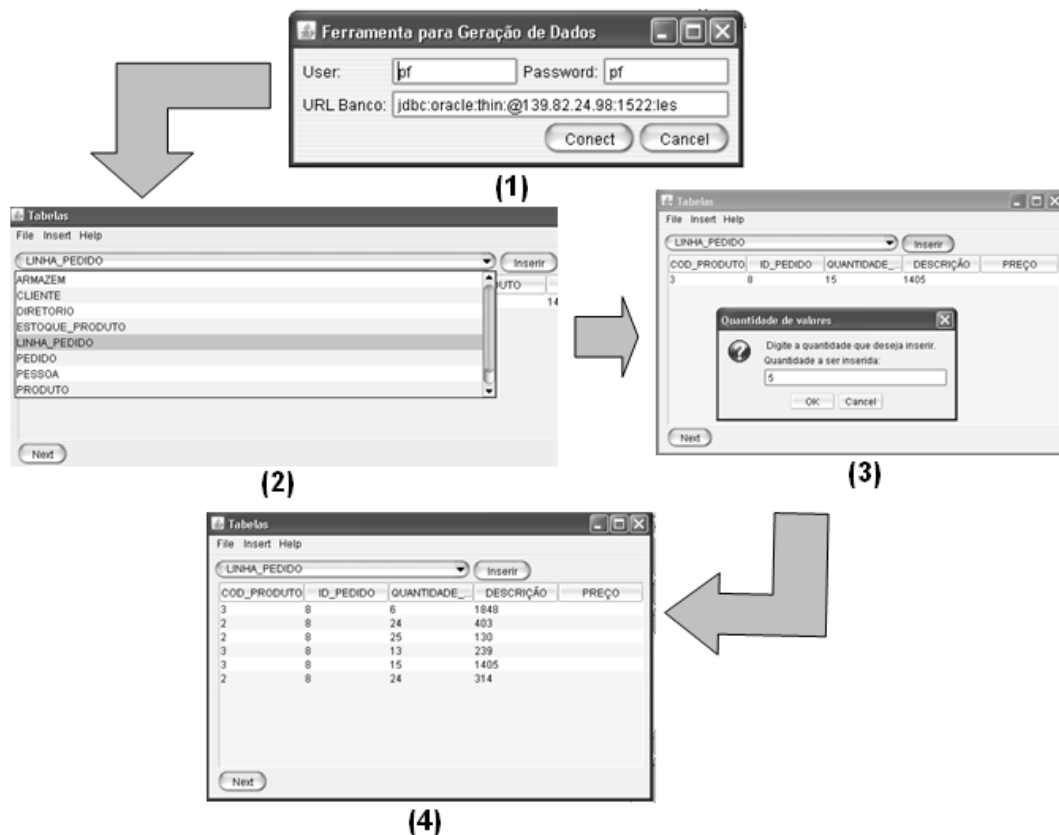 Ferramenta para Geração de Dados
User: pf Password: pf
URL Banco: jdbc:oracle:thin:@139.82.24.98:1522:les
Conect Cancel
(1)
Tabelas
File Insert Help
LINHA_PEDIDO Inserir
ARMAZEM
CLIENTE
DIRETORIO
ESTOQUE_PRODUTO
LINHA_PEDIDO
PEDIDO
PESSOA
PRODUTO
DUTO
14
Next
(2)
Tabelas
File Insert Help
LINHA_PEDIDO Inserir
COD_PRODUTO ID_PEDIDO QUANTIDADE_... DESCRIÇÃO PREÇO
3 8 15 1405
Quantidade de valores
Digite a quantidade que deseja inserir.
Quantidade a ser inserida:
5
OK Cancel
Next
(3)
Tabelas
File Insert Help
LINHA_PEDIDO Inserir
COD_PRODUTO ID_PEDIDO QUANTIDADE_... DESCRIÇÃO PREÇO
3 8 6 1848
2 8 24 403
2 8 25 130
3 8 13 239
3 8 15 1405
2 8 24 314
Next
(4)